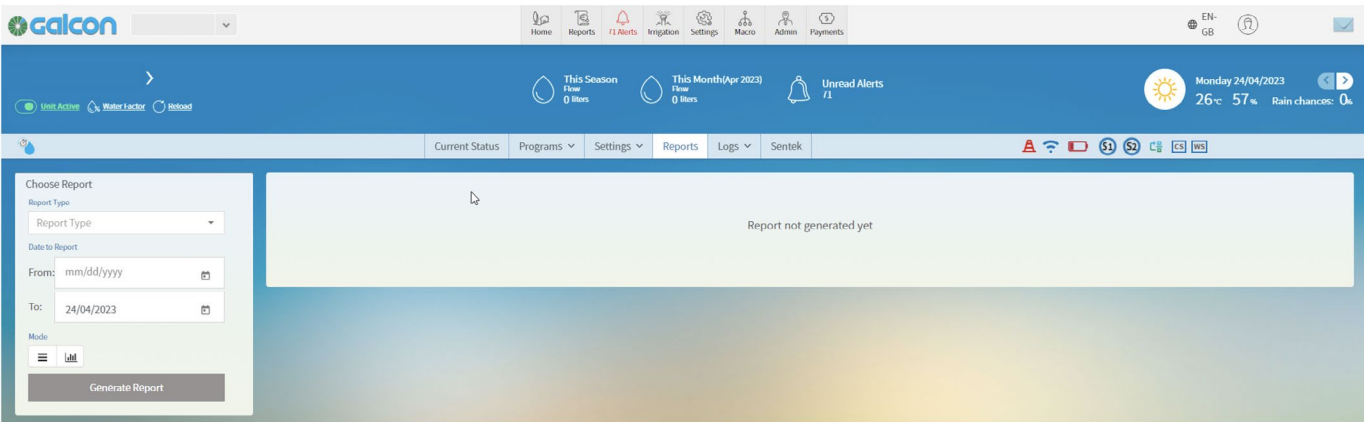 GALCON
Home
Reports
71 Alerts
Irrigation
Settings
Macro
Admin
Payments
EN-
GB
Unit Active Water Factor Reload
This Season
Flow
0 liters
This Month(Apr 2023)
Flow
0 liters
Unread Alerts
71
Monday 24/04/2023
26°C 57% Rain chances: 0%
Current Status
Programs
Settings
Reports
Logs
Sentek
S1
S2
CS
WS
Choose Report
Report Type
Report Type
Date to Report
From: mm/dd/yyyy
To: 24/04/2023
Mode
Generate Report
Report not generated yet